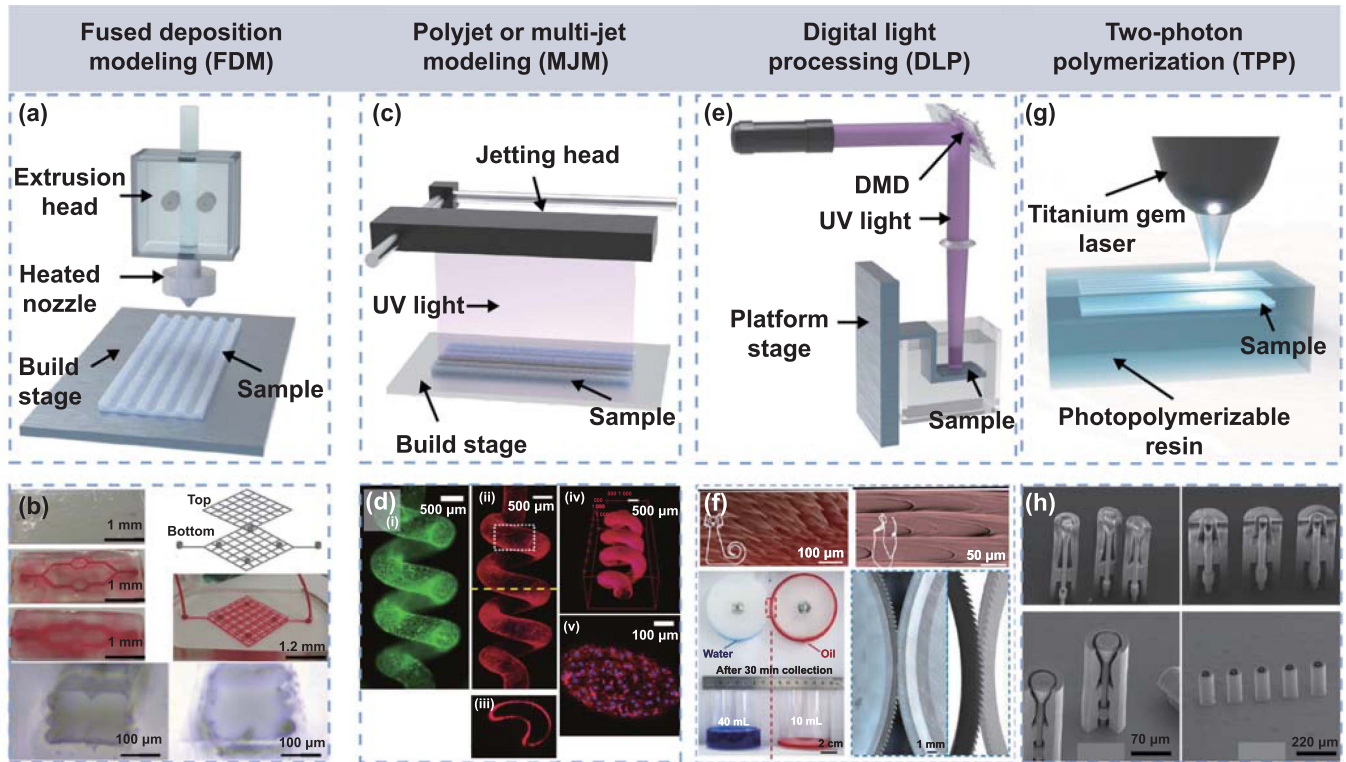 Fused deposition
modeling (FDM)
Polyjet or multi-jet
modeling (MJM)
Digital light
processing (DLP)
Two-photon
polymerization (TPP)
(a)
Extrusion
head
Heated
nozzle
Build
stage
Sample
(c)
Jetting head
UV light
Sample
Build stage
(e)
DMD
UV light
Platform
stage
Sample
(g)
Titanium gem
laser
Sample
Photopolymerizable
resin
(b)
1 mm
1 mm
1 mm
Top
Bottom
1.2 mm
100 μm
100 μm
(d)
(i)
500 μm
(ii)
500 μm
(iii)
(iv)
500 μm
(v)
100 μm
(f)
100 μm
50 μm
Water
Oil
After 30 min collection
40 mL
10 mL
2 cm
1 mm
(h)
70 μm
220 μm